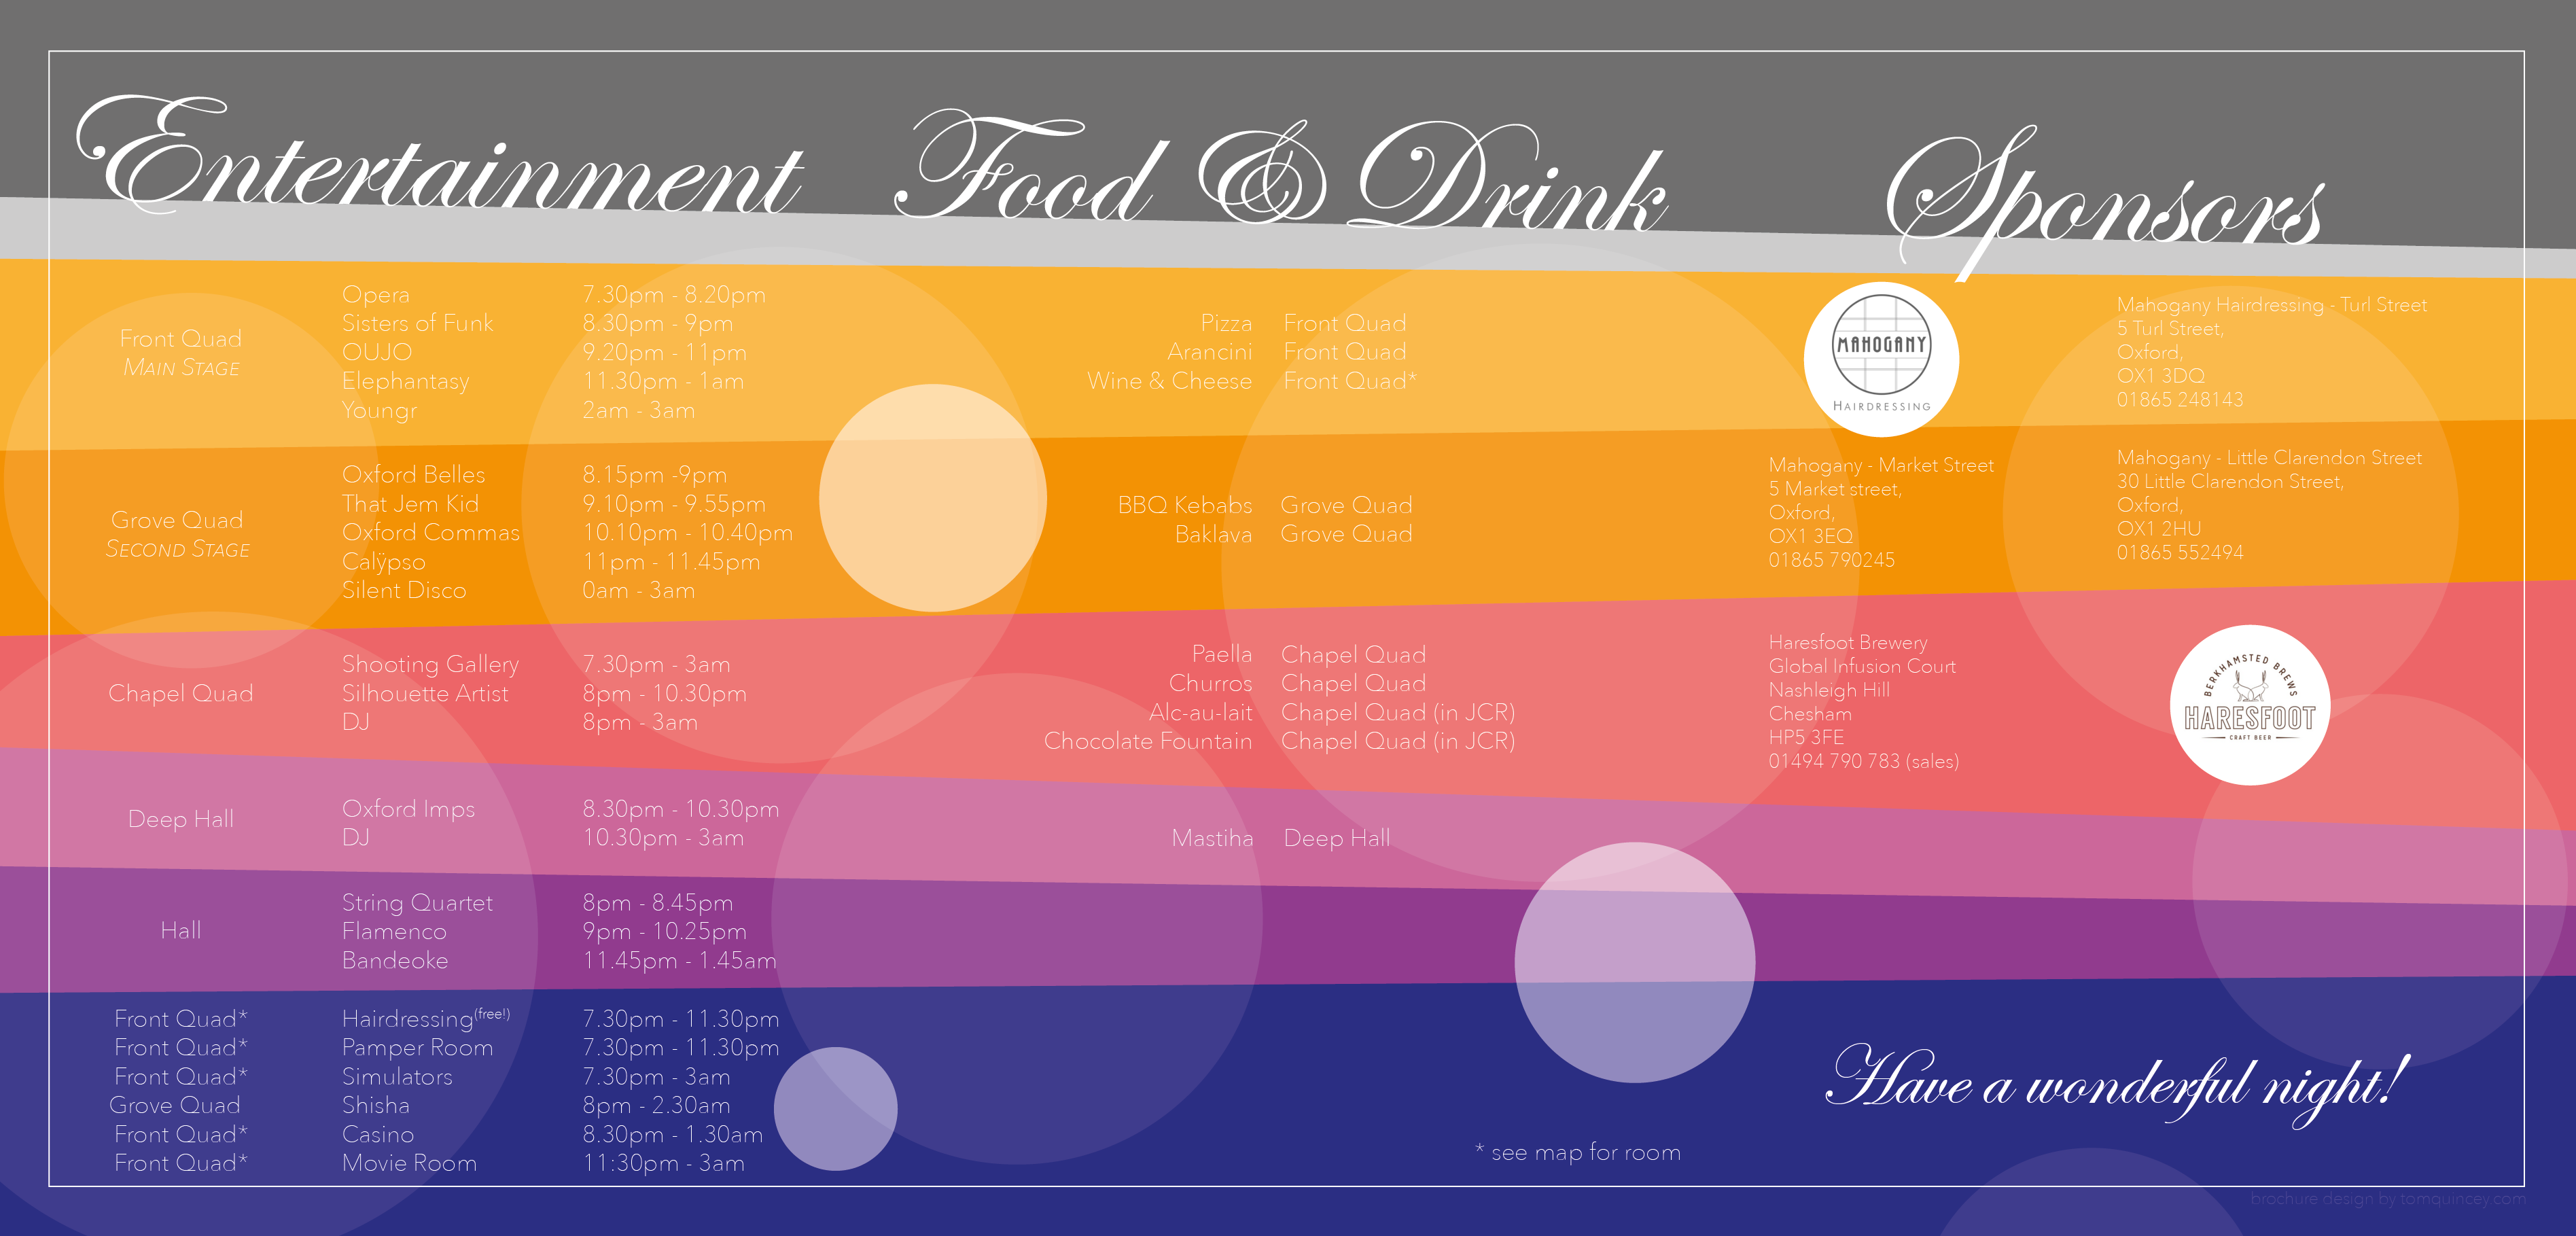 Entertainment
Food & Drink
Sponsors
Front Quad
MAIN STAGE
Opera 7.30pm - 8.20pm
Sisters of Funk 8.30pm - 9pm
OUJO 9.20pm - 11pm
Elephantasy 11.30pm - 1am
Youngr 2am - 3am
Grove Quad
SECOND STAGE
Oxford Belles 8.15pm -9pm
That Jem Kid 9.10pm - 9.55pm
Oxford Commas 10.10pm - 10.40pm
Calÿpso 11pm - 11.45pm
Silent Disco 0am - 3am
Chapel Quad
Shooting Gallery 7.30pm - 3am
Silhouette Artist 8pm - 10.30pm
DJ 8pm - 3am
Deep Hall
Oxford Imps 8.30pm - 10.30pm
DJ 10.30pm - 3am
Hall
String Quartet 8pm - 8.45pm
Flamenco 9pm - 10.25pm
Bandeoke 11.45pm - 1.45am
Front Quad* Hairdressing(free!) 7.30pm - 11.30pm
Front Quad* Pamper Room 7.30pm - 11.30pm
Front Quad* Simulators 7.30pm - 3am
Grove Quad Shisha 8pm - 2.30am
Front Quad* Casino 8.30pm - 1.30am
Front Quad* Movie Room 11:30pm - 3am
Pizza Front Quad
Arancini Front Quad
Wine & Cheese Front Quad*
BBQ Kebabs Grove Quad
Baklava Grove Quad
Paella Chapel Quad
Churros Chapel Quad
Alc-au-lait Chapel Quad (in JCR)
Chocolate Fountain Chapel Quad (in JCR)
Mastiha Deep Hall
* see map for room
MAHOGANY
HAIRDRESSING
Mahogany Hairdressing - Turl Street
5 Turl Street,
Oxford,
OX1 3DQ
01865 248143
Mahogany - Market Street
5 Market street,
Oxford,
OX1 3EQ
01865 790245
Mahogany - Little Clarendon Street
30 Little Clarendon Street,
Oxford,
OX1 2HU
01865 552494
Haresfoot Brewery
Global Infusion Court
Nashleigh Hill
Chesham
HP5 3FE
01494 790 783 (sales)
BERKHAMSTED BREWS
HARESFOOT
CRAFT BEER
Have a wonderful night!
brochure design by tomquincey.com